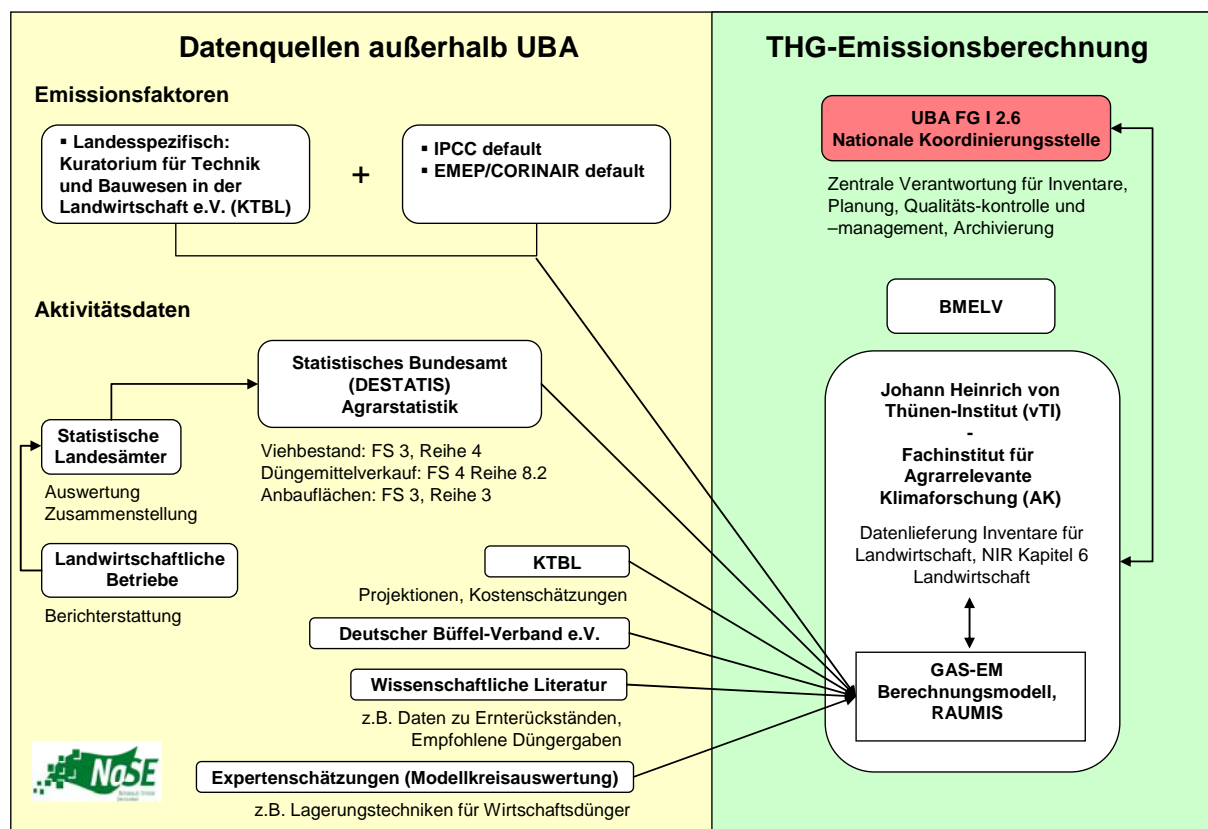 Datenquellen außerhalb UBA
Emissionsfaktoren
▪ Landesspezifisch:
Kuratorium für Technik
und Bauwesen in der
Landwirtschaft e.V. (KTBL)
+
▪ IPCC default
▪ EMEP/CORINAIR default
Aktivitätsdaten
Statistisches Bundesamt
(DESTATIS)
Agrarstatistik
Viehbestand: FS 3, Reihe 4
Düngemittelverkauf: FS 4 Reihe 8.2
Anbauflächen: FS 3, Reihe 3
Statistische
Landesämter
Auswertung
Zusammenstellung
Landwirtschaftliche
Betriebe
Berichterstattung
KTBL
Projektionen, Kostenschätzungen
Deutscher Büffel-Verband e.V.
Wissenschaftliche Literatur
z.B. Daten zu Ernterückständen,
Empfohlene Düngergaben
Expertenschätzungen (Modellkreisauswertung)
z.B. Lagerungstechniken für Wirtschaftsdünger
NaSE
THG-Emissionsberechnung
UBA FG I 2.6
Nationale Koordinierungsstelle
Zentrale Verantwortung für Inventare,
Planung, Qualitäts-kontrolle und
–management, Archivierung
BMELV
Johann Heinrich von
Thünen-Institut (vTI)
-
Fachinstitut für
Agrarrelevante
Klimaforschung (AK)
Datenlieferung Inventare für
Landwirtschaft, NIR Kapitel 6
Landwirtschaft
GAS-EM
Berechnungsmodell,
RAUMIS